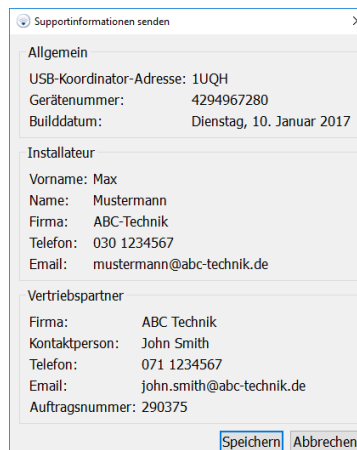 Supportinformationen senden
Allgemein
USB-Koordinator-Adresse: 1UQH
Gerätenummer: 4294967280
Builddatum: Dienstag, 10. Januar 2017
Installateur
Vorname: Max
Name: Mustermann
Firma: ABC-Technik
Telefon: 030 1234567
Email: mustermann@abc-technik.de
Vertriebspartner
Firma: ABC Technik
Kontaktperson: John Smith
Telefon: 071 1234567
Email: john.smith@abc-technik.de
Auftragsnummer: 290375
Speichern Abbrechen